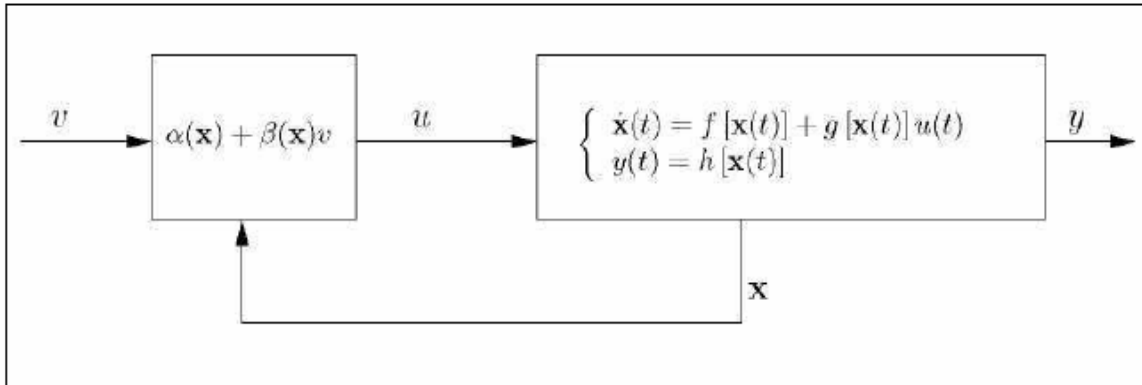 v
α(x) + β(x)v
u
ẋ(t) = f [x(t)] + g [x(t)] u(t)
y(t) = h [x(t)]
y
x